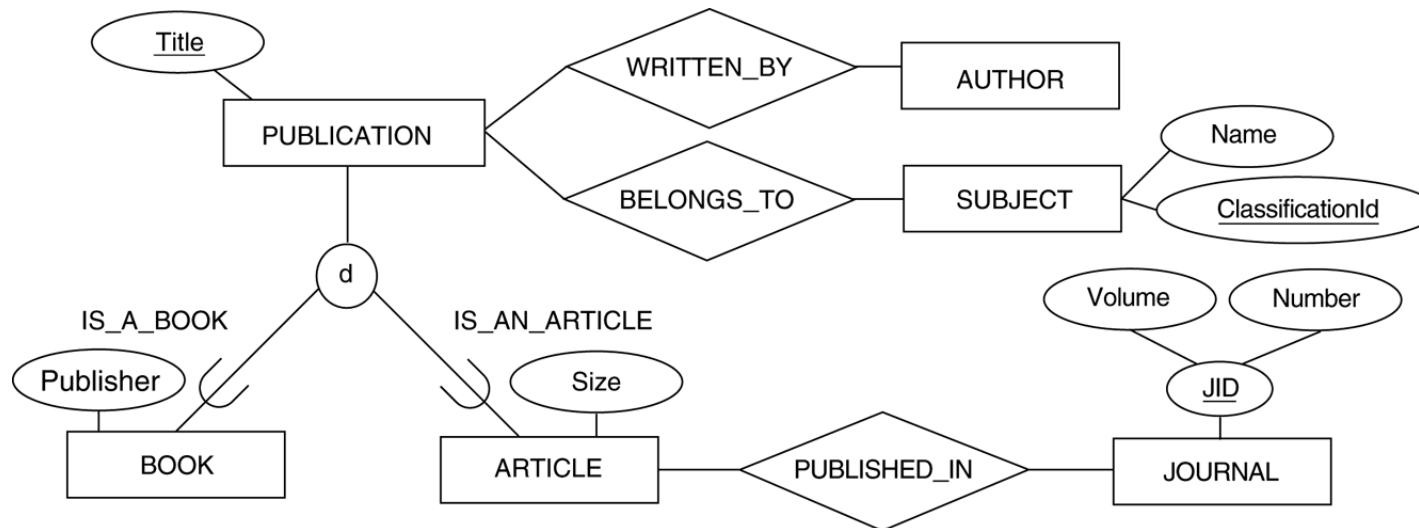 Title
WRITTEN_BY
AUTHOR
PUBLICATION
Name
BELONGS_TO
SUBJECT
ClassificationId
d
Volume
Number
IS_A_BOOK
IS_AN_ARTICLE
Publisher
Size
JID
BOOK
ARTICLE
PUBLISHED_IN
JOURNAL